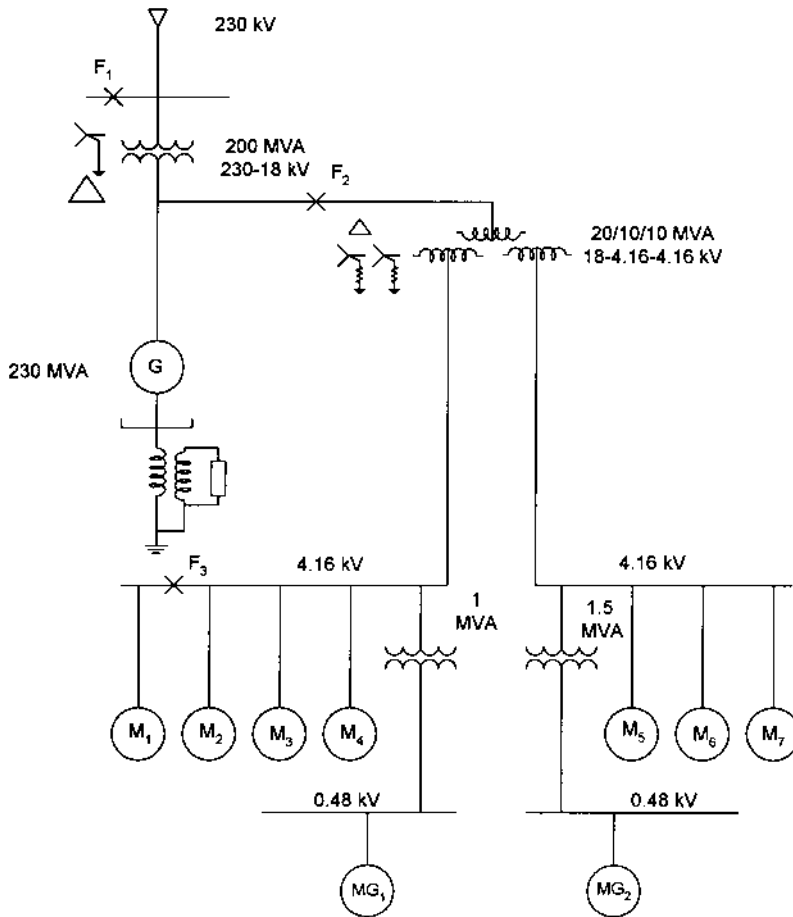 230 kV
F1
200 MVA
230-18 kV
F2
20/10/10 MVA
18-4.16-4.16 kV
230 MVA
G
F3
4.16 kV
4.16 kV
1
MVA
1.5
MVA
M1
M2
M3
M4
M5
M6
M7
0.48 kV
0.48 kV
MG1
MG2